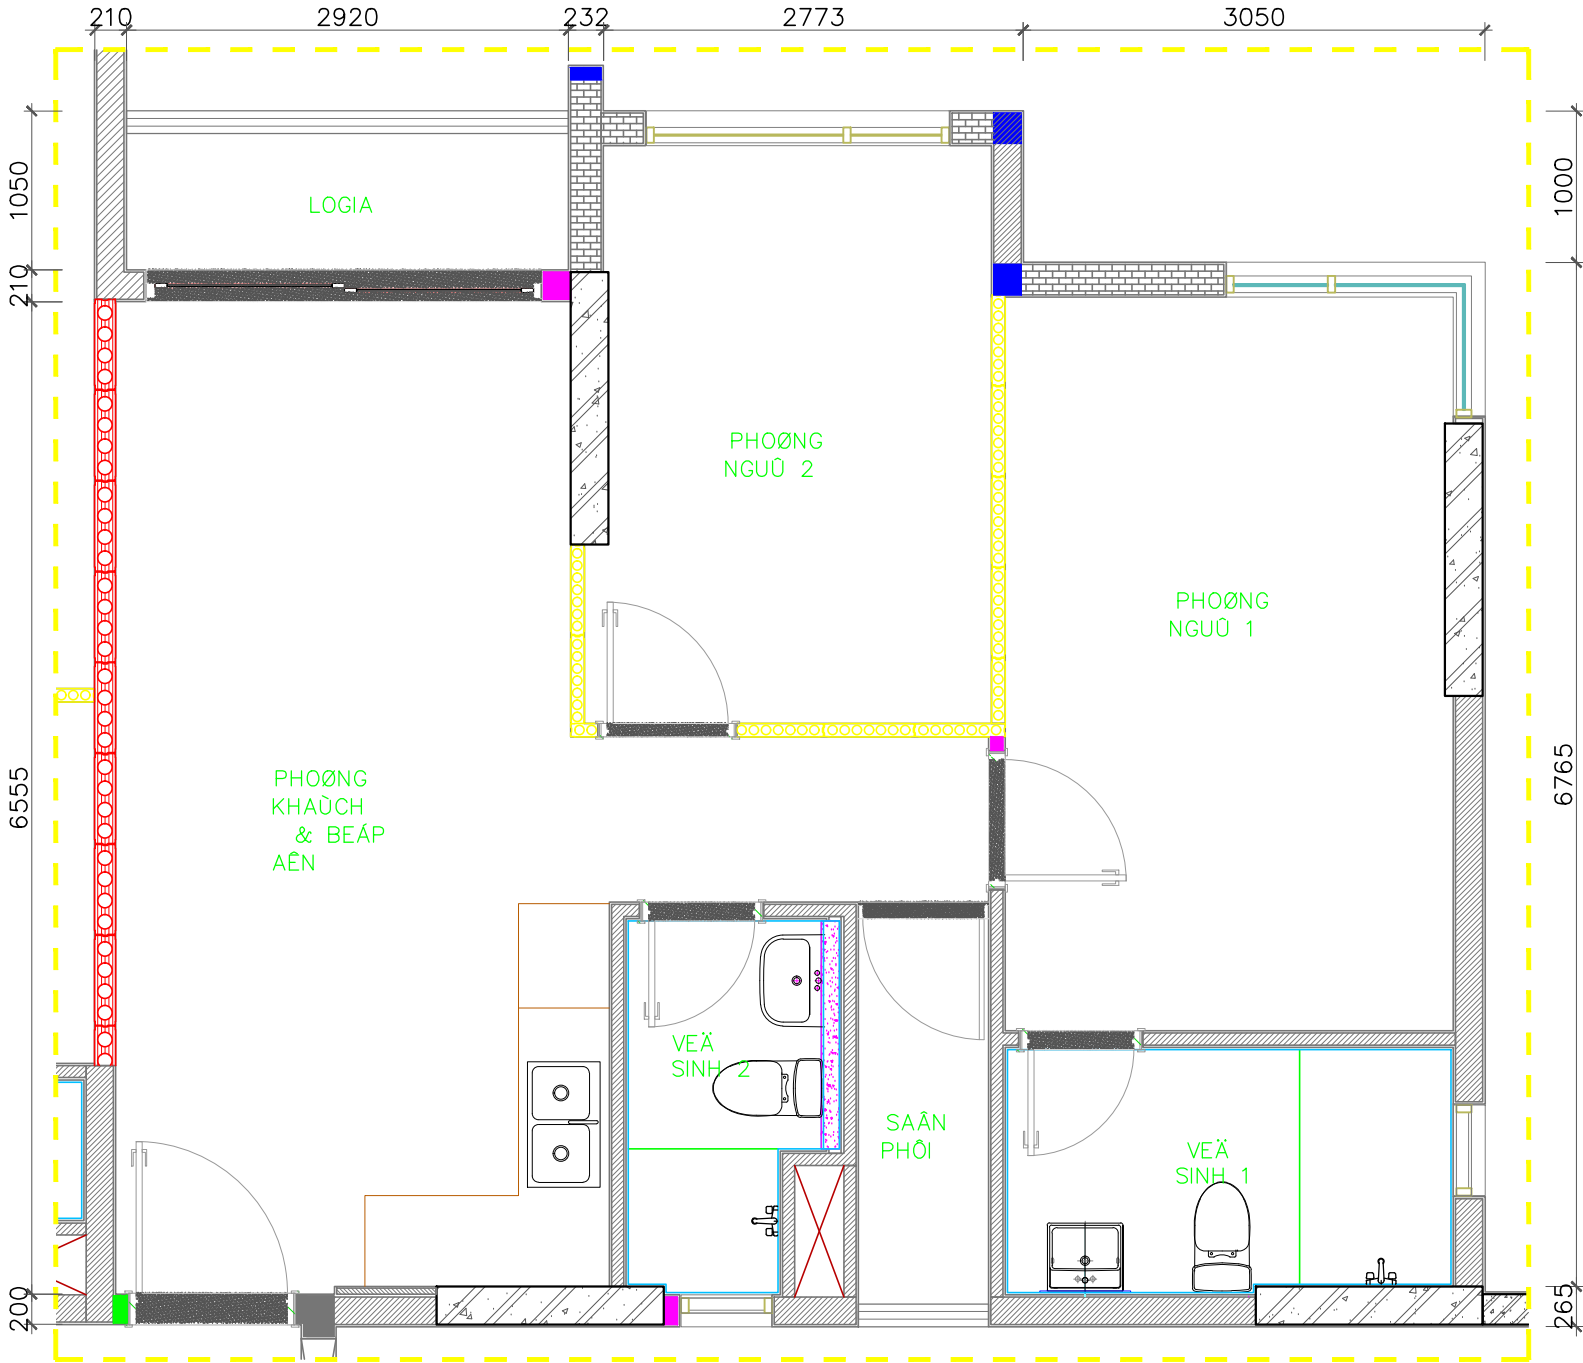 210 2920 232 2773 3050
1050
1000
LOGIA
210
PHOØNG
NGUÛ 2
PHOØNG
NGUÛ 1
6555
6765
PHOØNG
KHAÙCH
& BEÁP
AÊN
VEÄ
SINH 2
SAÂN
PHÔI
VEÄ
SINH 1
200
265